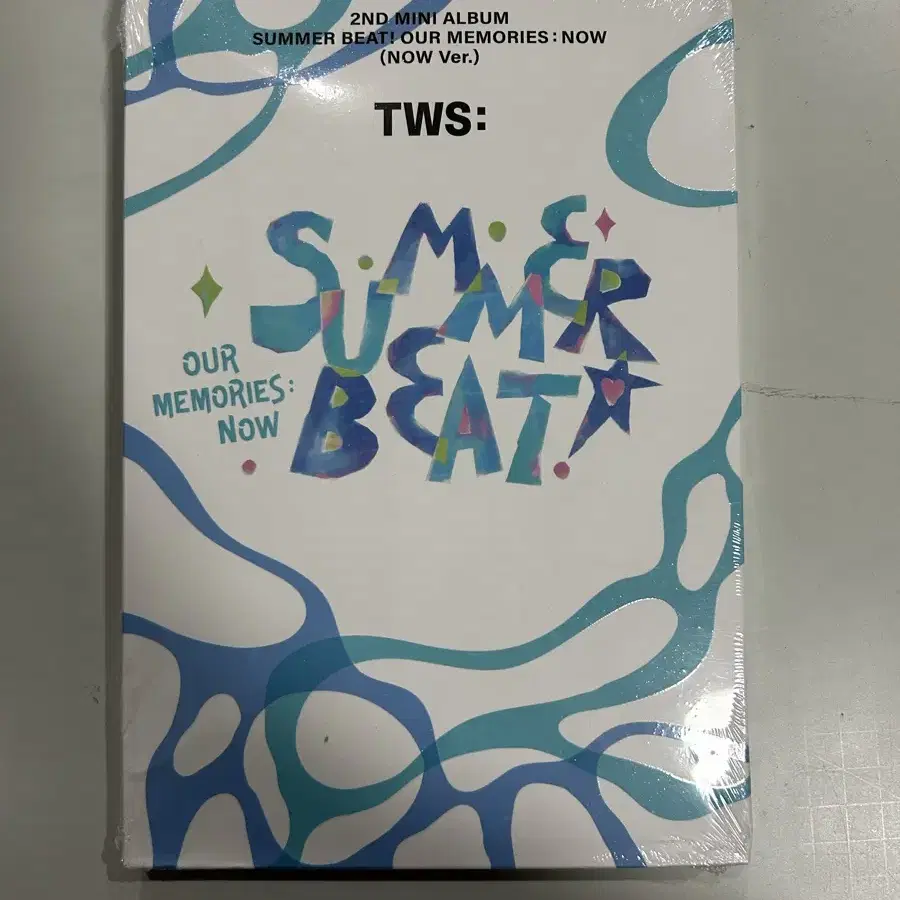 2ND MINI ALBUM
SUMMER BEAT! OUR MEMORIES : NOW
(NOW Ver.)
TWS:
SUMMER
BEAT
OUR
MEMORIES:
NOW